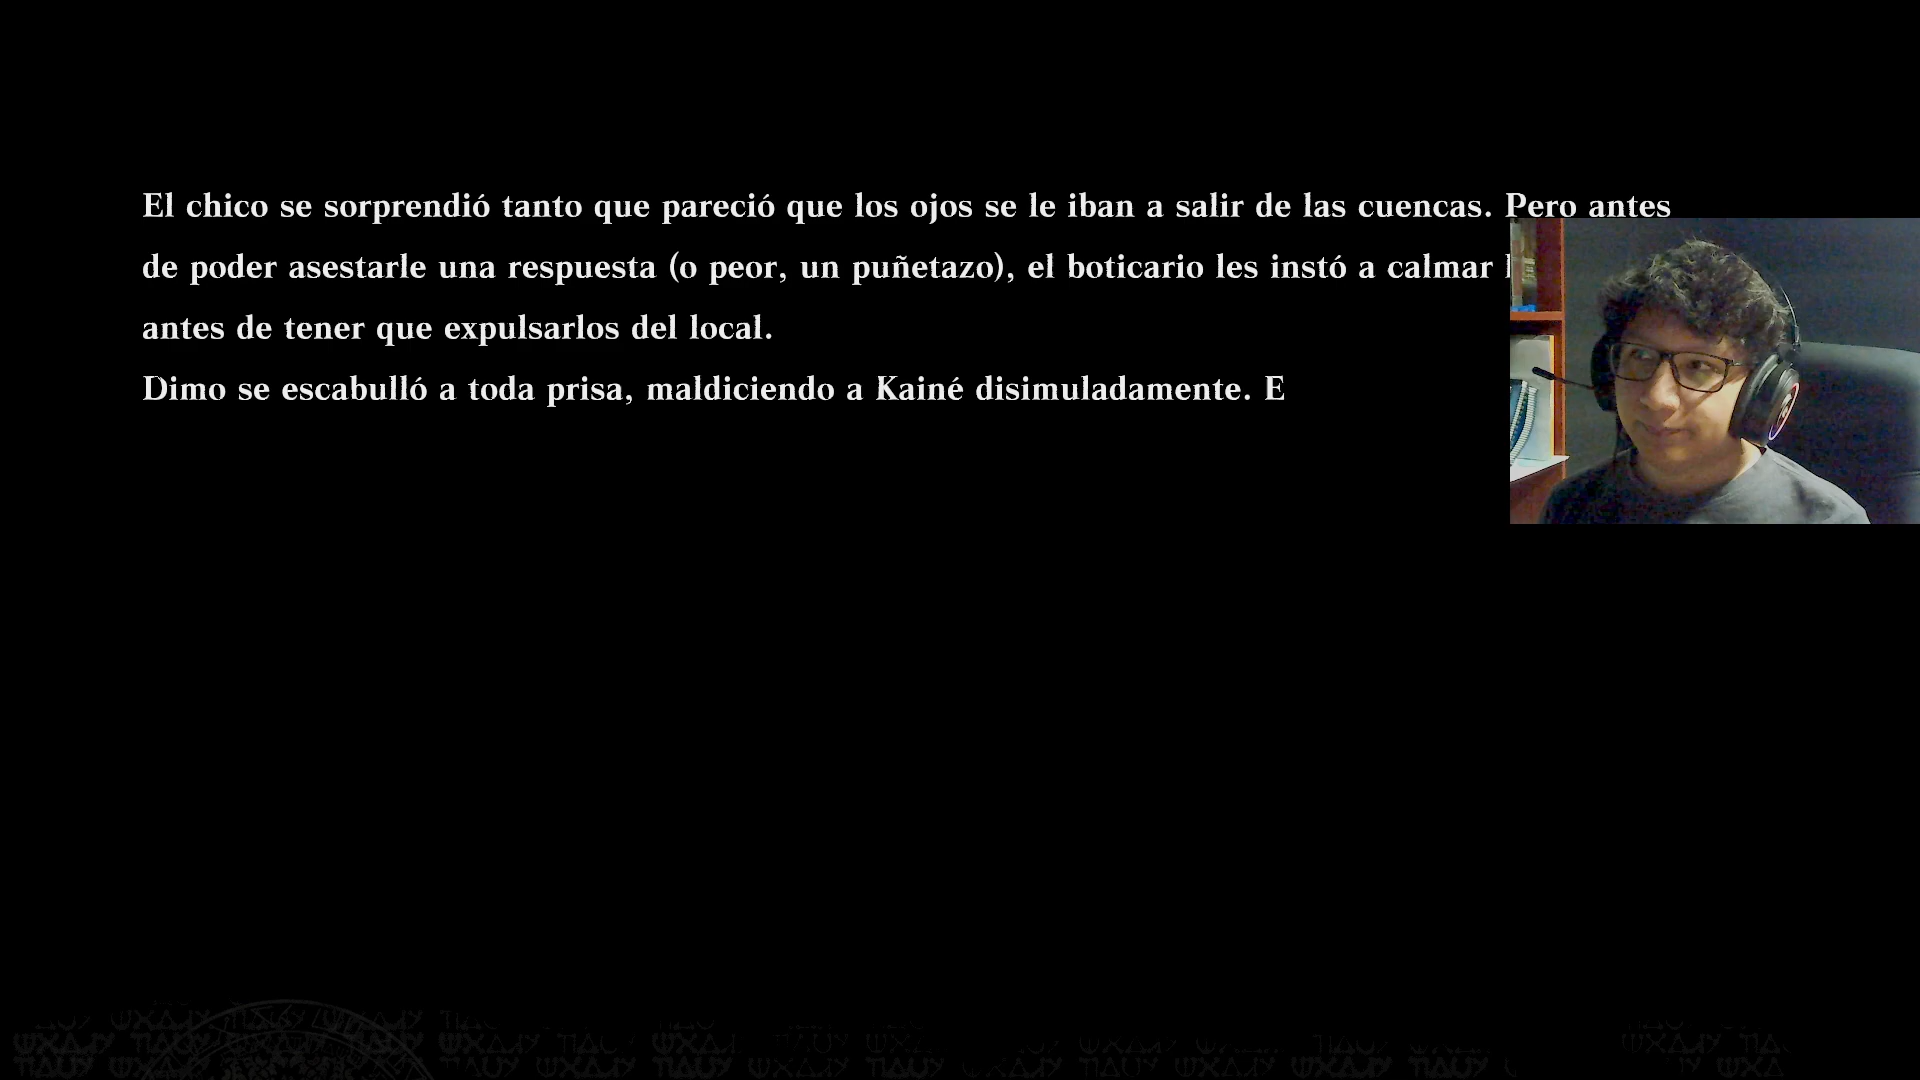 El chico se sorprendió tanto que pareció que los ojos se le iban a salir de las cuencas. Pero antes
de poder asestarle una respuesta (o peor, un puñetazo), el boticario les instó a calmar
antes de tener que expulsarlos del local.
Dimo se escabulló a toda prisa, maldiciendo a Kainé disimuladamente. E